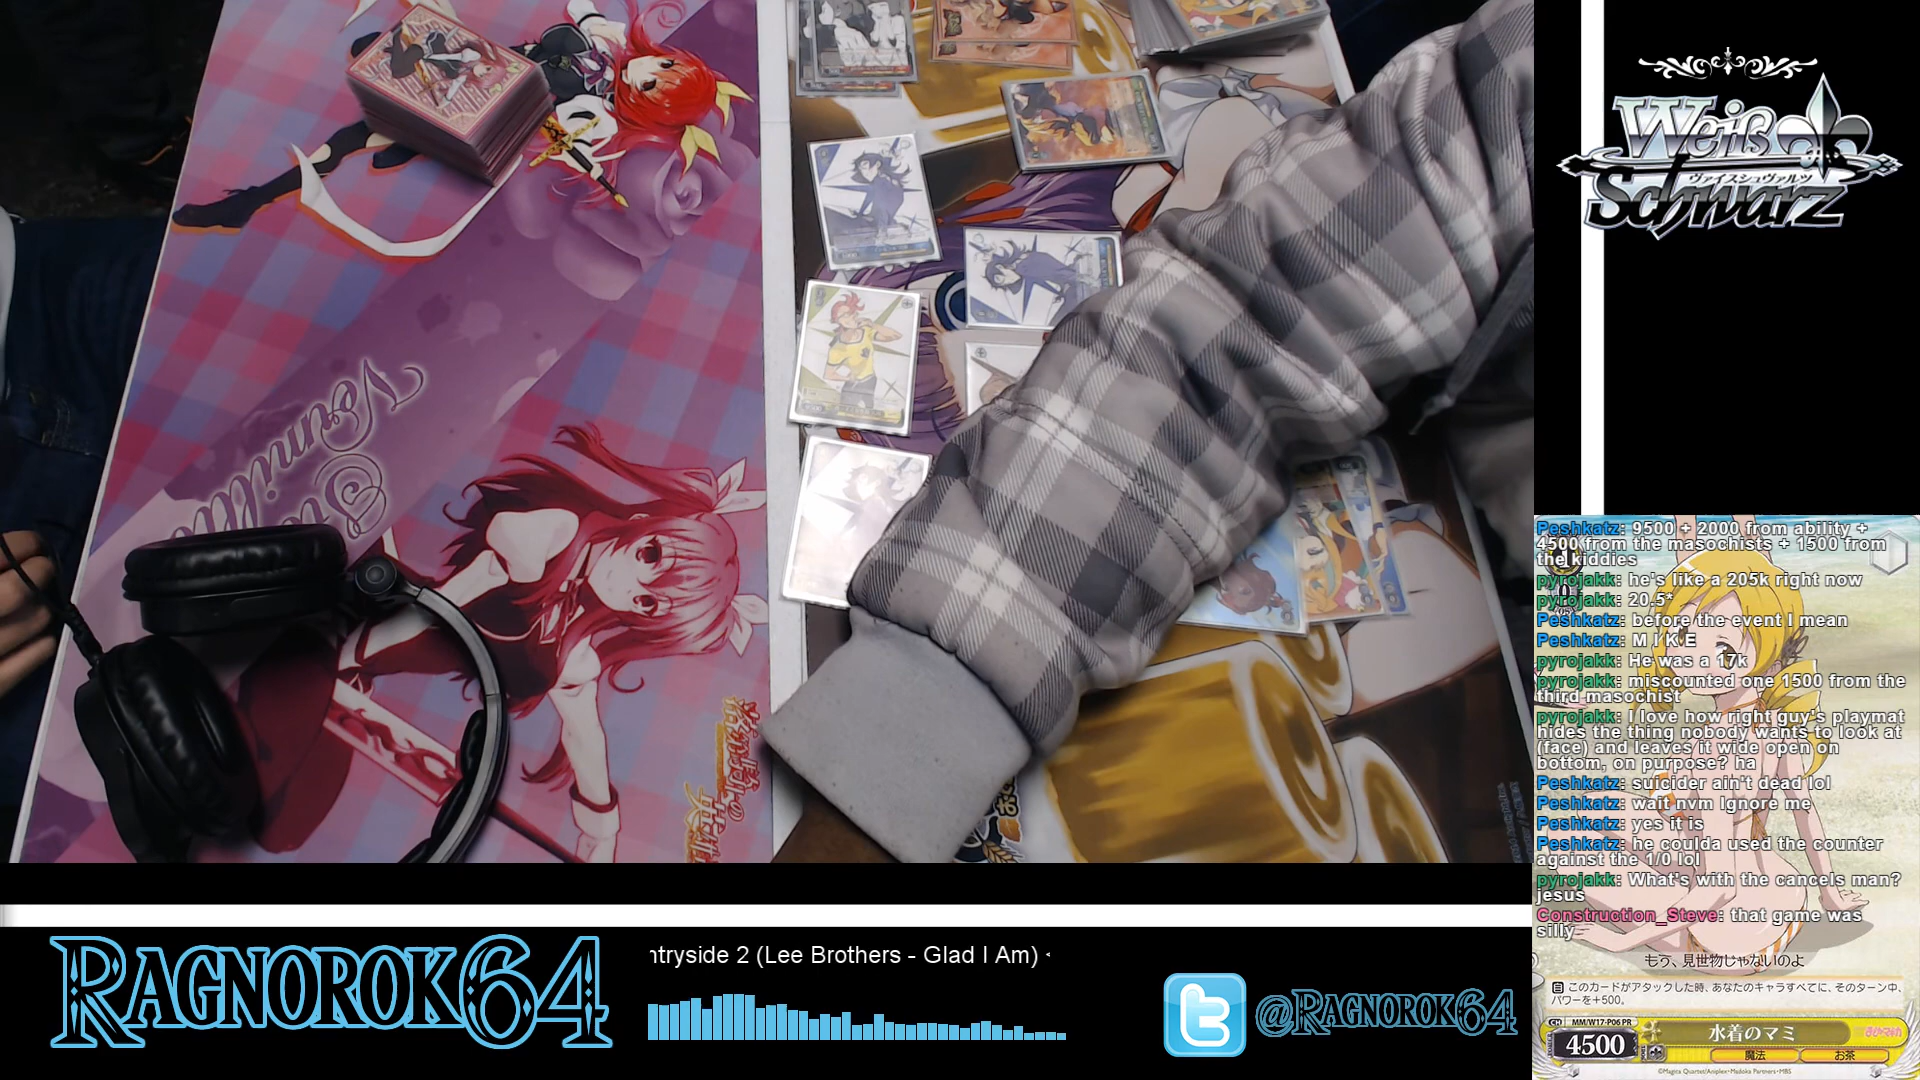 Weiß
ヴァイスシュヴァルツ
Schwarz
Peshkatz: 9500 + 2000 from ability +
4500 from the masochists + 1500 from
the kiddies
pyrojakk: he's like a 205k right now
pyrojakk: 20.5*
Peshkatz: before the event I mean
Peshkatz: M I K E
pyrojakk: He was a 17k
pyrojakk: miscounted one 1500 from the
third masochist
pyrojakk: I love how right guy's playmat
hides the thing nobody wants to look at
(face) and leaves it wide open on
bottom, on purpose? ha
Peshkatz: suicider ain't dead lol
Peshkatz: wait nvm Ignore me
Peshkatz: yes it is
Peshkatz: he coulda used the counter
against the 1/0 lol
pyrojakk: What's with the cancels man?
jesus
Construction_Steve: that game was
silly
もう、見世物じゃないのよ
このカードがアタックした時、あなたのキャラすべてに、そのターン中、
パワーを+500。
CH MM/W17-P06 PR
4500
水着のマミ
魔法 お茶
©Magica Quartet/Aniplex・Madoka Partners・MBS
RAGNOROK64
ntryside 2 (Lee Brothers - Glad I Am)
@RAGNOROK64